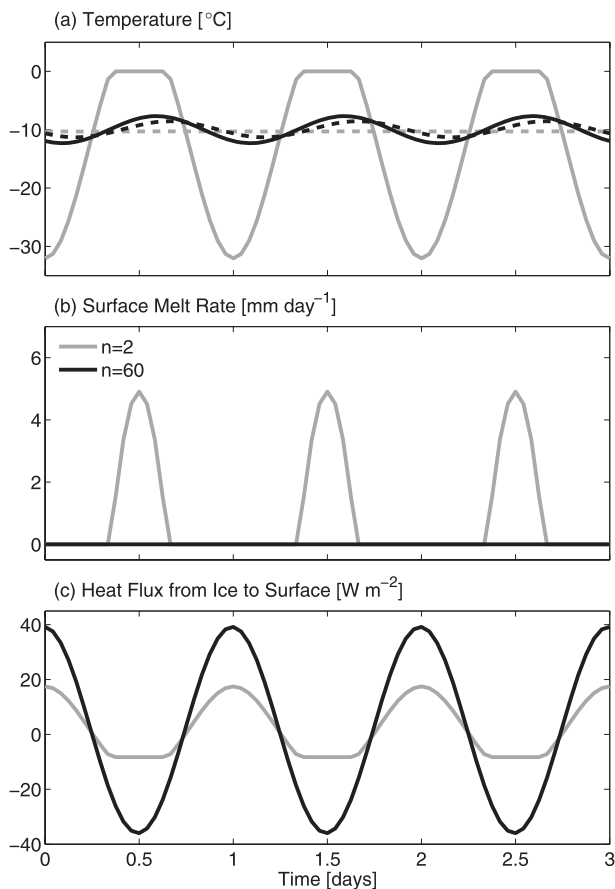 (a) Temperature [°C]
0
−10
−20
−30
(b) Surface Melt Rate [mm day⁻¹]
6
4
2
0
n=2
n=60
(c) Heat Flux from Ice to Surface [W m⁻²]
40
20
0
−20
−40
0 0.5 1 1.5 2 2.5 3
Time [days]